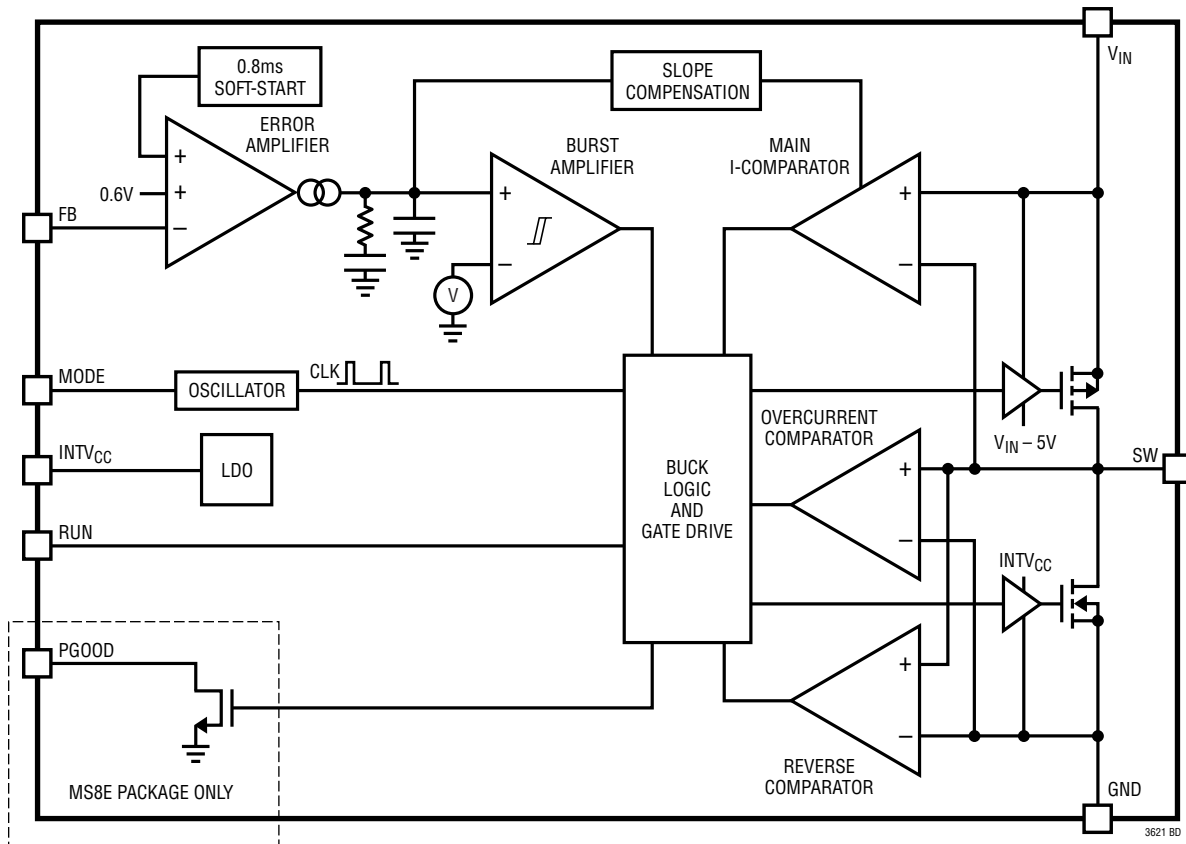 V_IN
0.8ms
SOFT-START
SLOPE
COMPENSATION
ERROR
AMPLIFIER
BURST
AMPLIFIER
MAIN
I-COMPARATOR
+
+
–
0.6V
FB
+
–
V
+
–
MODE
OSCILLATOR
CLK
INTV_CC
LDO
RUN
BUCK
LOGIC
AND
GATE DRIVE
OVERCURRENT
COMPARATOR
+
–
V_IN – 5V
SW
INTV_CC
PGOOD
MS8E PACKAGE ONLY
+
–
REVERSE
COMPARATOR
GND
3621 BD